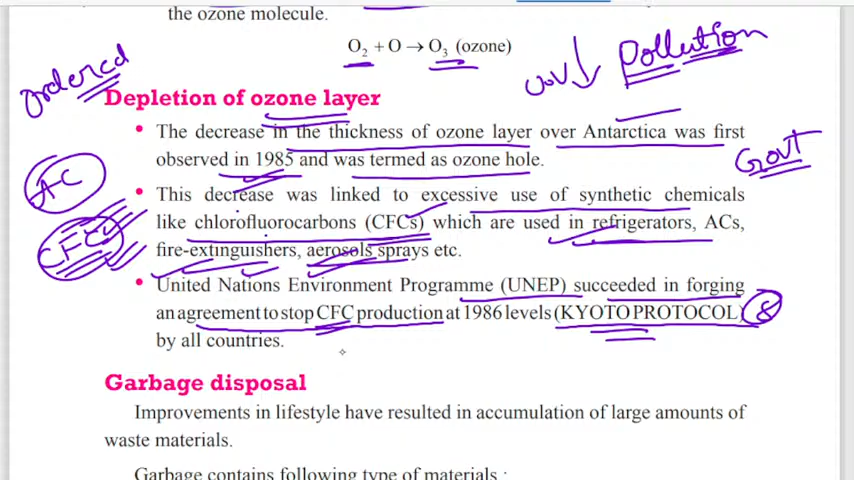 the ozone molecule.
O₂ + O → O₃ (ozone)
Pollution
Ordered
Depletion of ozone layer
• The decrease in the thickness of ozone layer over Antarctica was first
observed in 1985 and was termed as ozone hole.
Govt
AC
• This decrease was linked to excessive use of synthetic chemicals
like chlorofluorocarbons (CFCs) which are used in refrigerators, ACs,
CFCs
fire-extinguishers, aerosols sprays etc.
• United Nations Environment Programme (UNEP) succeeded in forging
an agreement to stop CFC production at 1986 levels (KYOTO PROTOCOL)
by all countries.
Garbage disposal
Improvements in lifestyle have resulted in accumulation of large amounts of
waste materials.
Garbage contains following type of materials :